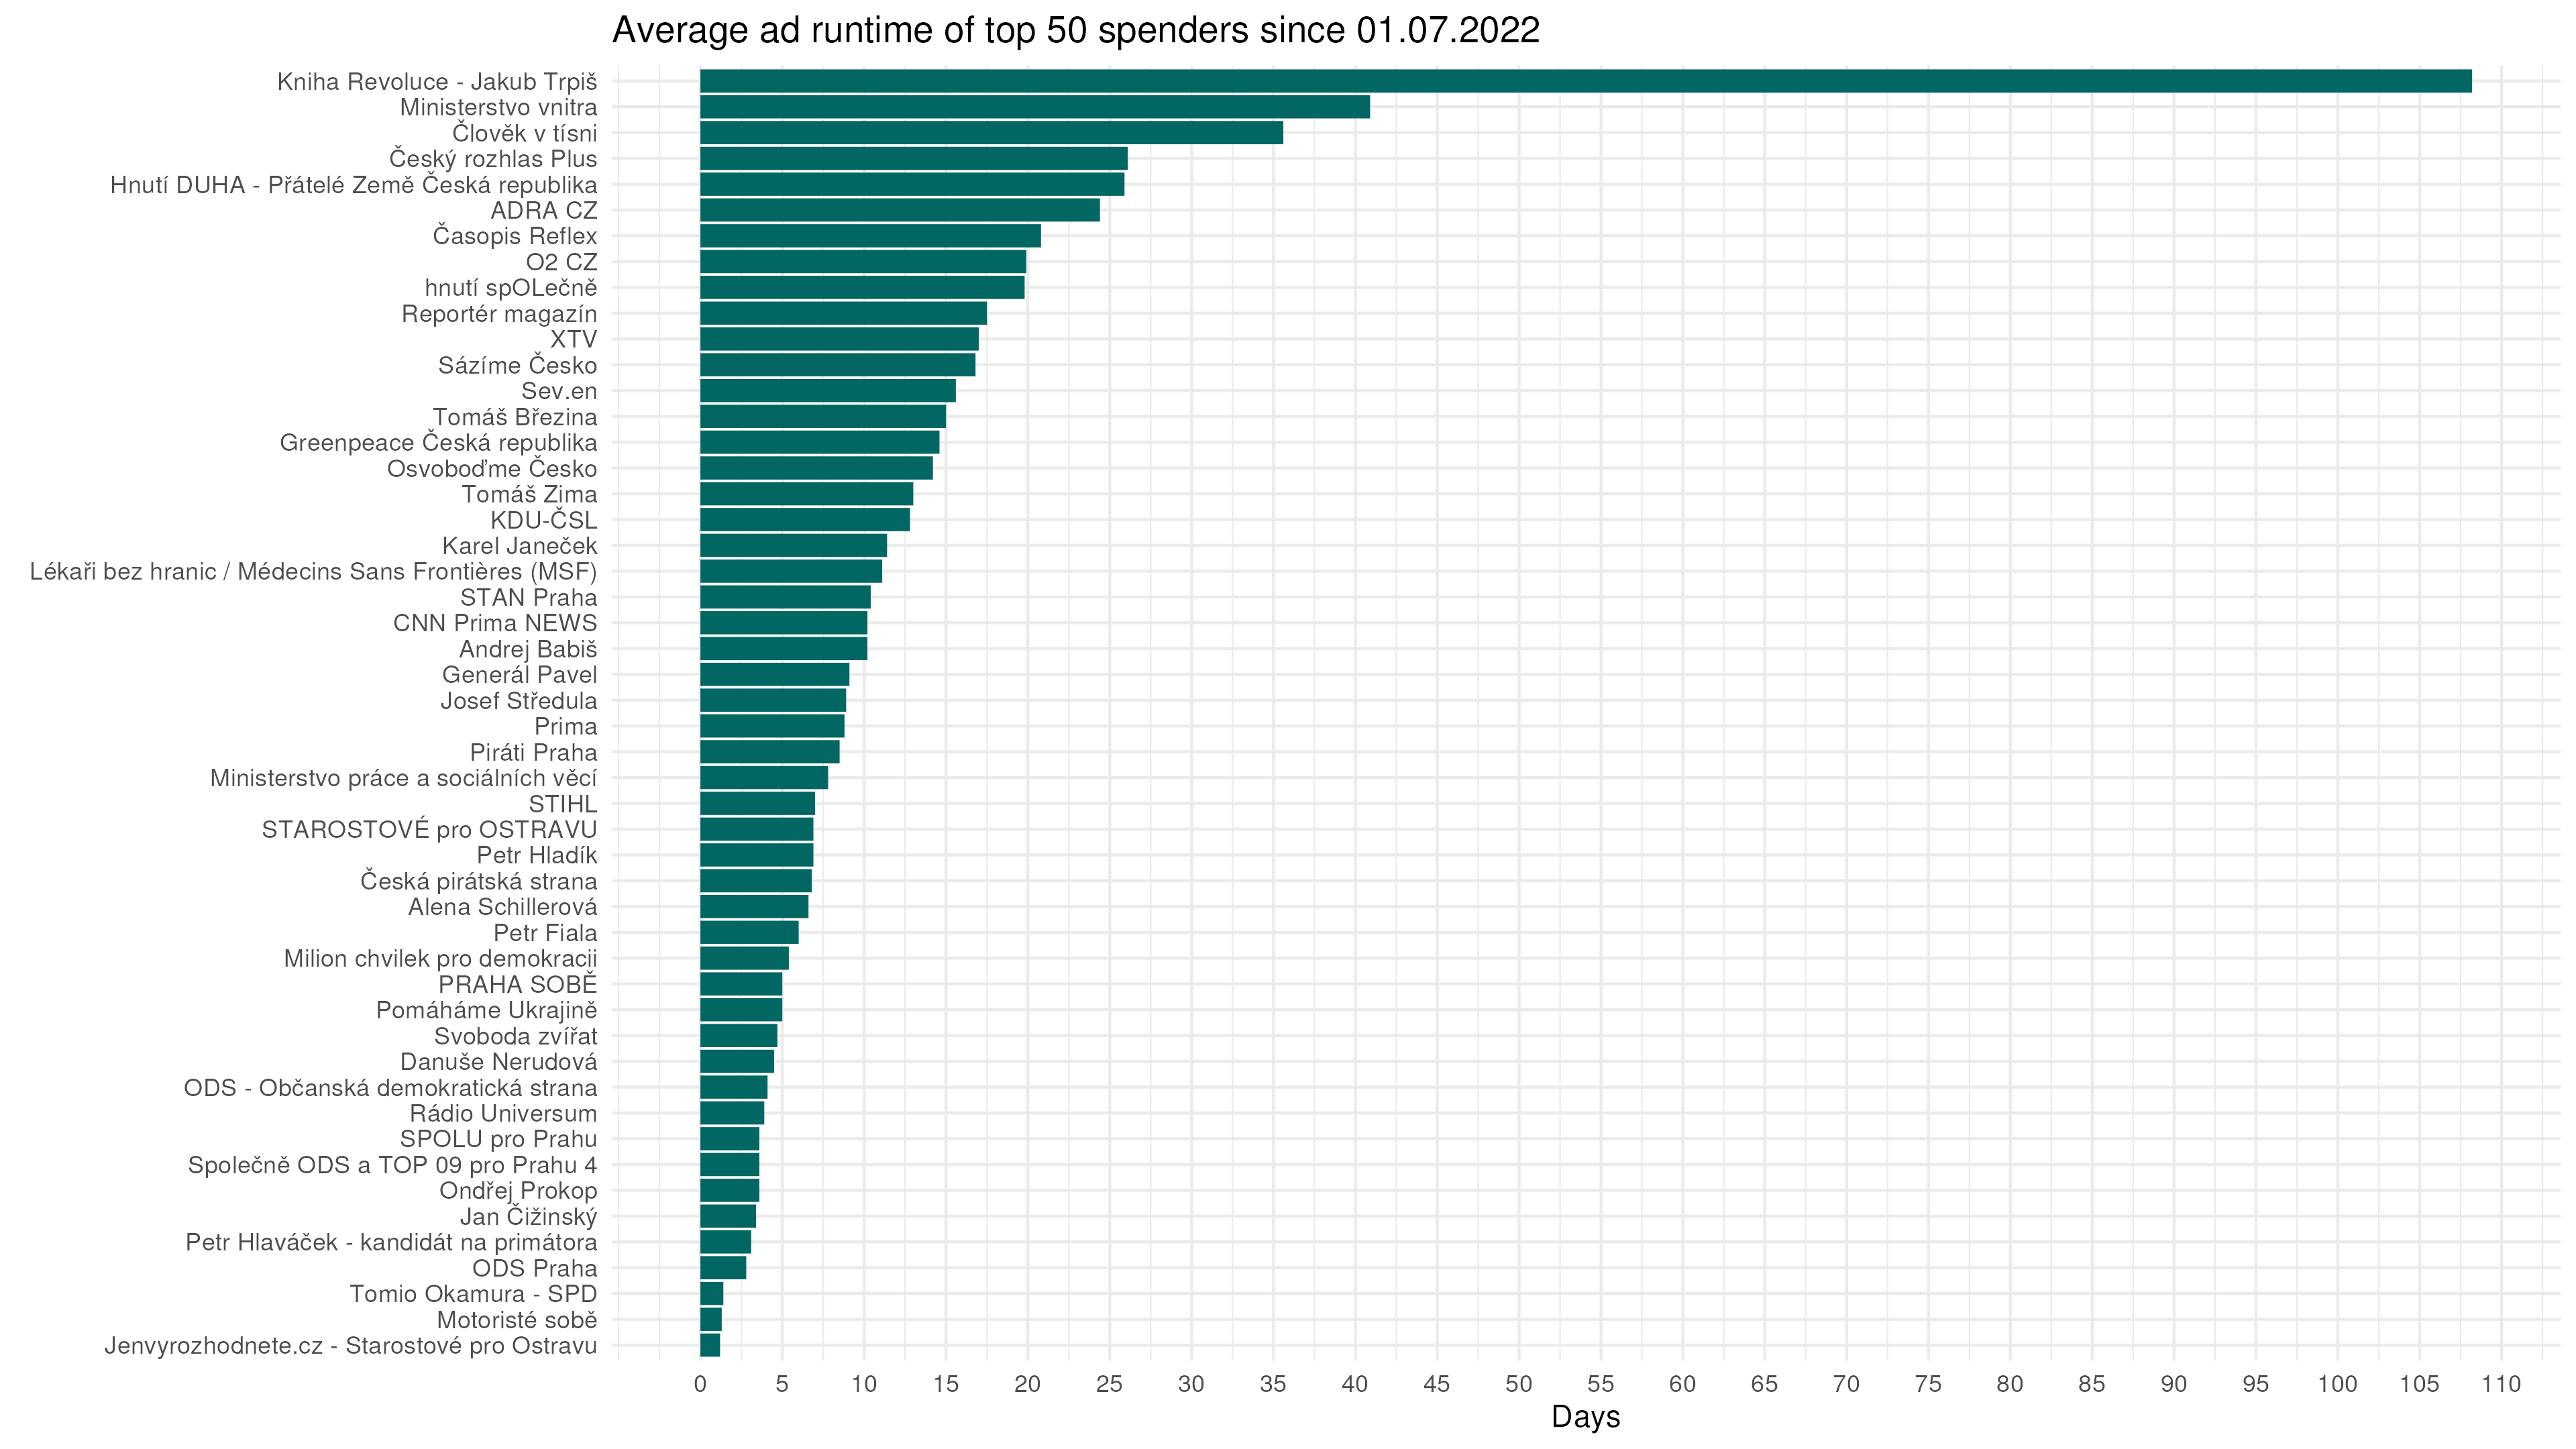 Average ad runtime of top 50 spenders since 01.07.2022
Kniha Revoluce - Jakub Trpiš
Ministerstvo vnitra
Člověk v tísni
Český rozhlas Plus
Hnutí DUHA - Přátelé Země Česká republika
ADRA CZ
Časopis Reflex
O2 CZ
hnutí spOLečně
Reportér magazín
XTV
Sázíme Česko
Sev.en
Tomáš Březina
Greenpeace Česká republika
Osvoboďme Česko
Tomáš Zima
KDU-ČSL
Karel Janeček
Lékaři bez hranic / Médecins Sans Frontières (MSF)
STAN Praha
CNN Prima NEWS
Andrej Babiš
Generál Pavel
Josef Středula
Prima
Piráti Praha
Ministerstvo práce a sociálních věcí
STIHL
STAROSTOVÉ pro OSTRAVU
Petr Hladík
Česká pirátská strana
Alena Schillerová
Petr Fiala
Milion chvilek pro demokracii
PRAHA SOBĚ
Pomáháme Ukrajině
Svoboda zvířat
Danuše Nerudová
ODS - Občanská demokratická strana
Rádio Universum
SPOLU pro Prahu
Společně ODS a TOP 09 pro Prahu 4
Ondřej Prokop
Jan Čižinský
Petr Hlaváček - kandidát na primátora
ODS Praha
Tomio Okamura - SPD
Motoristé sobě
Jenvyrozhodnete.cz - Starostové pro Ostravu
0 5 10 15 20 25 30 35 40 45 50 55 60 65 70 75 80 85 90 95 100 105 110
Days